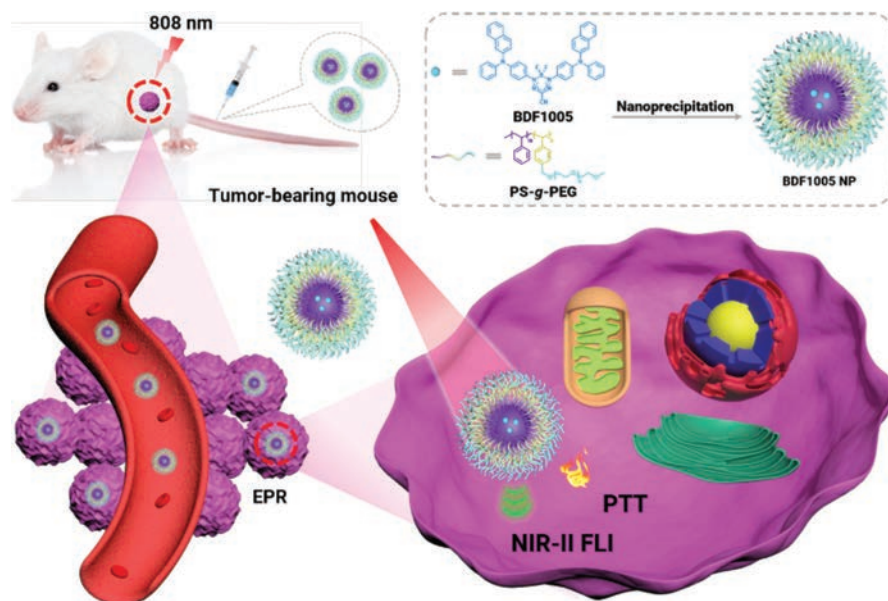 808 nm
BDF1005
Nanoprecipitation
PS-g-PEG
BDF1005 NP
Tumor-bearing mouse
EPR
PTT
NIR-II FLI